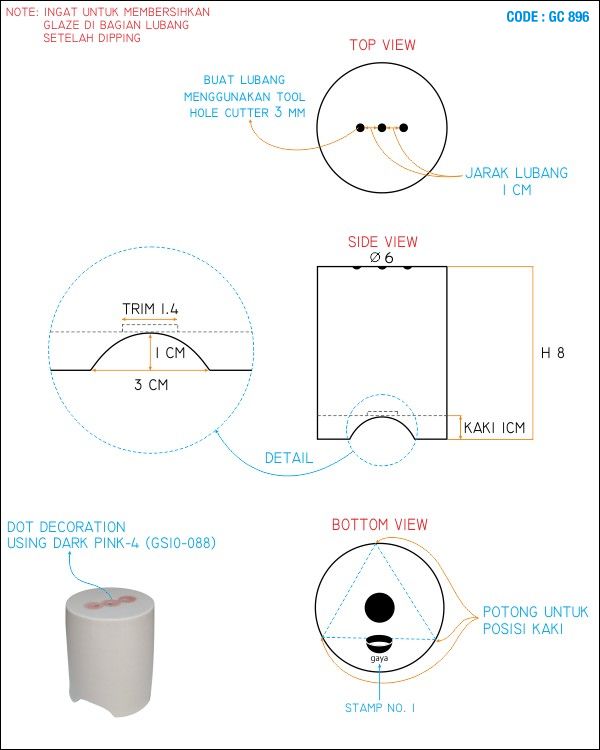 NOTE: INGAT UNTUK MEMBERSIHKAN
GLAZE DI BAGIAN LUBANG
SETELAH DIPPING
CODE : GC 896
TOP VIEW
BUAT LUBANG
MENGGUNAKAN TOOL
HOLE CUTTER 3 MM
JARAK LUBANG
1 CM
SIDE VIEW
Ø 6
TRIM 1.4
1 CM
3 CM
H 8
KAKI 1CM
DETAIL
BOTTOM VIEW
DOT DECORATION
USING DARK PINK-4 (GS10-088)
POTONG UNTUK
POSISI KAKI
gaya
STAMP NO. 1